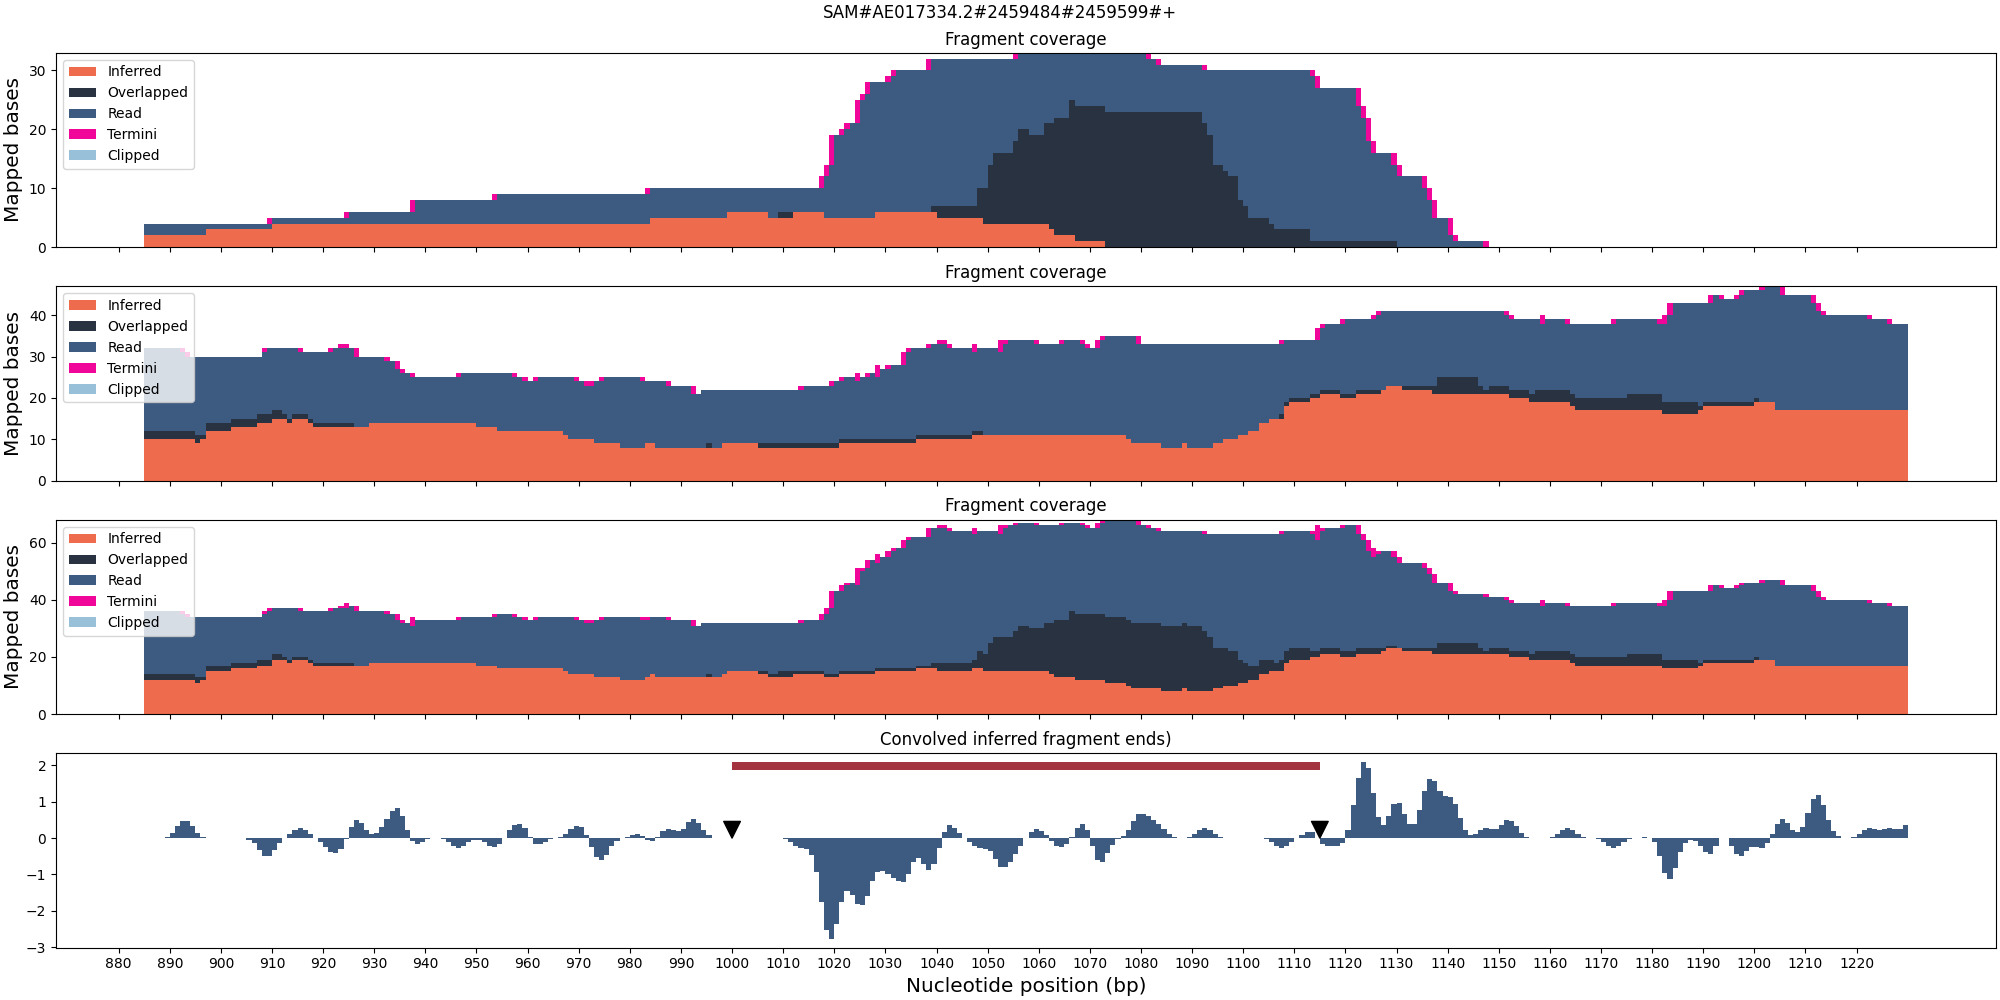 SAM#AE017334.2#2459484#2459599#+
Fragment coverage
Mapped bases
30
20
10
0
Inferred
Overlapped
Read
Termini
Clipped
Fragment coverage
Mapped bases
40
30
20
10
0
Inferred
Overlapped
Read
Termini
Clipped
Fragment coverage
Mapped bases
60
40
20
0
Inferred
Overlapped
Read
Termini
Clipped
Convolved inferred fragment ends)
2
1
0
−1
−2
−3
880 890 900 910 920 930 940 950 960 970 980 990 1000 1010 1020 1030 1040 1050 1060 1070 1080 1090 1100 1110 1120 1130 1140 1150 1160 1170 1180 1190 1200 1210 1220
Nucleotide position (bp)